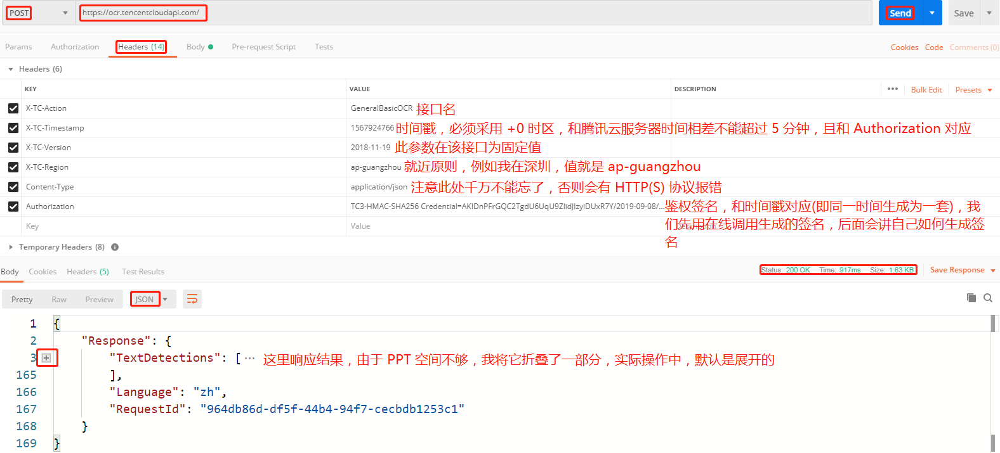 POST https://ocr.tencentcloudapi.com/ Send Save
Params Authorization Headers (14) Body Pre-request Script Tests Cookies Code Comments (0)
Headers (6)
KEY VALUE DESCRIPTION ••• Bulk Edit Presets
X-TC-Action GeneralBasicOCR 接口名
X-TC-Timestamp 1567924766 时间戳，必须采用 +0 时区，和腾讯云服务器时间相差不能超过 5 分钟，且和 Authorization 对应
X-TC-Version 2018-11-19 此参数在该接口为固定值
X-TC-Region ap-guangzhou 就近原则，例如我在深圳，值就是 ap-guangzhou
Content-Type application/json 注意此处千万不能忘了，否则会有 HTTP(S) 协议报错
Authorization TC3-HMAC-SHA256 Credential=AKIDnPFrGQC2TgdU6UqU9ZlidJIzyiDUxR7Y/2019-09-08/... 鉴权签名，和时间戳对应(即同一时间生成为一套)，我
Key Value 们先用在线调用生成的签名，后面会讲自己如何生成签
名
Temporary Headers (8)
Body Cookies Headers (5) Test Results Status: 200 OK Time: 917ms Size: 1.63 KB Save Response
Pretty Raw Preview JSON
1 {
2 "Response": {
3 "TextDetections": [··· 这里响应结果，由于 PPT 空间不够，我将它折叠了一部分，实际操作中，默认是展开的
165 ],
166 "Language": "zh",
167 "RequestId": "964db86d-df5f-44b4-94f7-cecbdb1253c1"
168 }
169 }